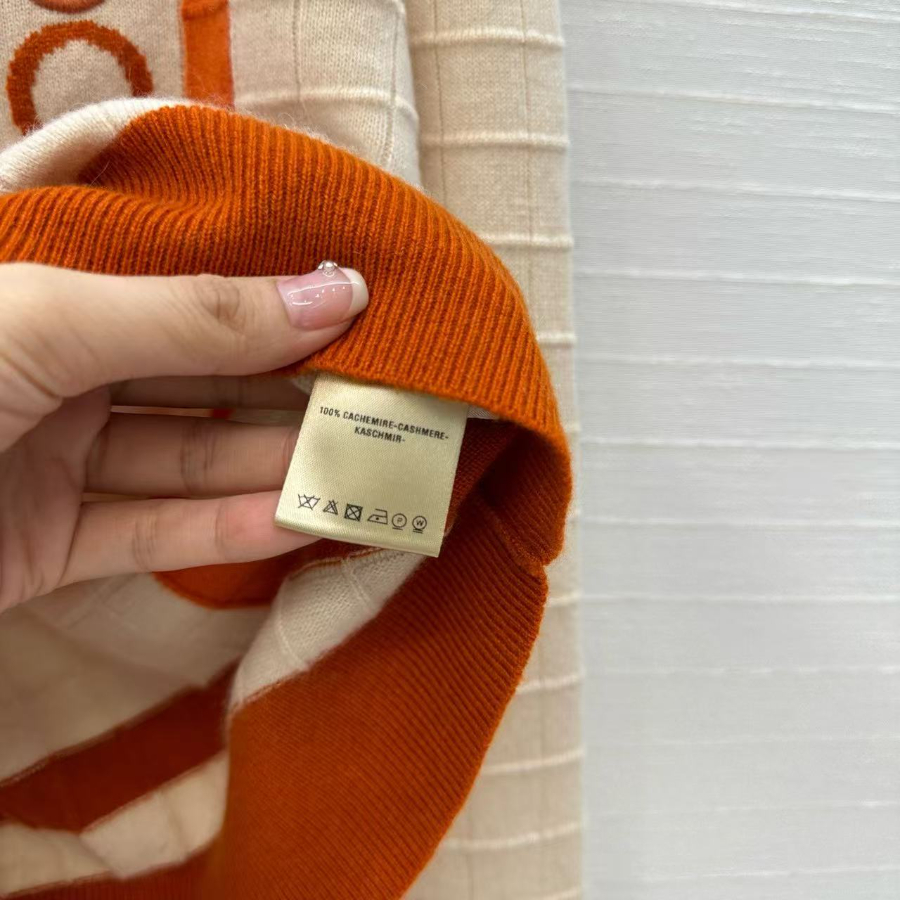 100% CACHEMIRE-CASHMERE-
KASCHMIR-
P W